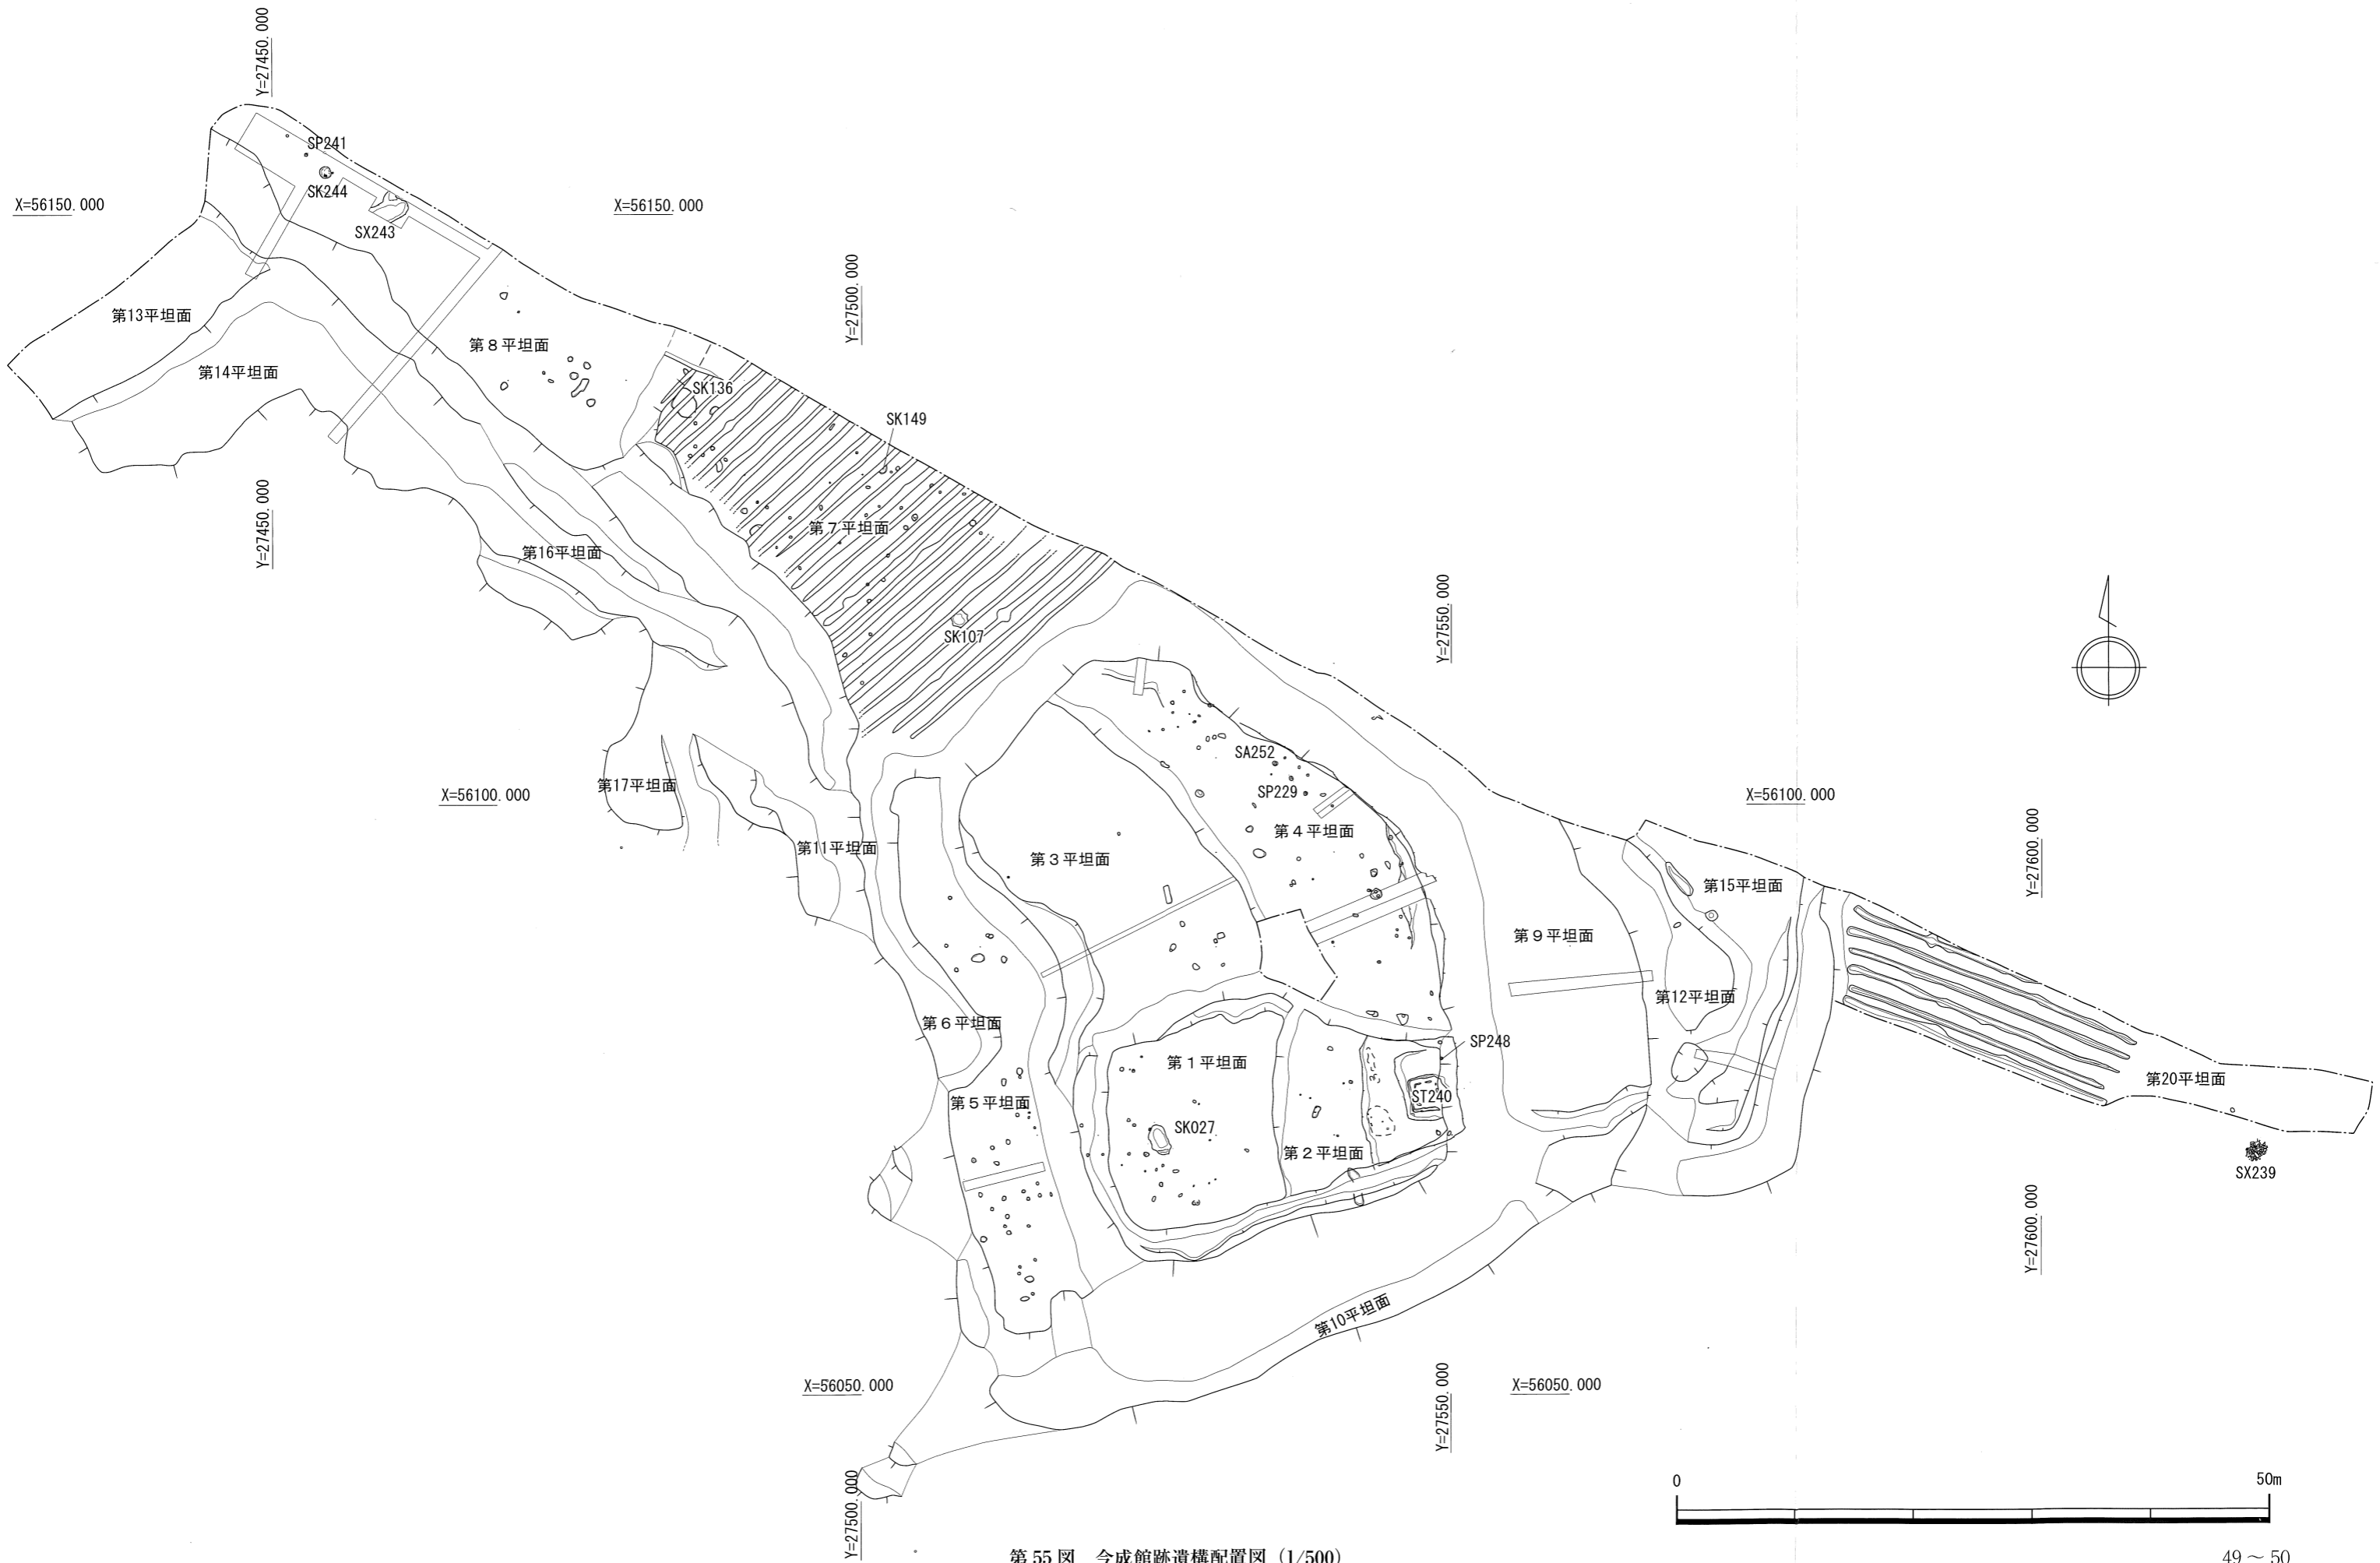 Y=27450.000
SP241
SK244
X=56150.000
X=56150.000
SX243
Y=27500.000
第13平坦面
第8平坦面
第14平坦面
SK136
SK149
Y=27450.000
第7平坦面
第16平坦面
SK107
Y=27550.000
SA252
第17平坦面
SP229
X=56100.000
X=56100.000
第4平坦面
第11平坦面
第3平坦面
Y=27600.000
第15平坦面
第9平坦面
第12平坦面
第6平坦面
SP248
第1平坦面
第20平坦面
第5平坦面
ST240
SK027
第2平坦面
SX239
Y=27600.000
第10平坦面
X=56050.000
Y=27550.000
X=56050.000
Y=27500.000
0
50m
第55図 今成館跡遺構配置図(1/500)
49～50